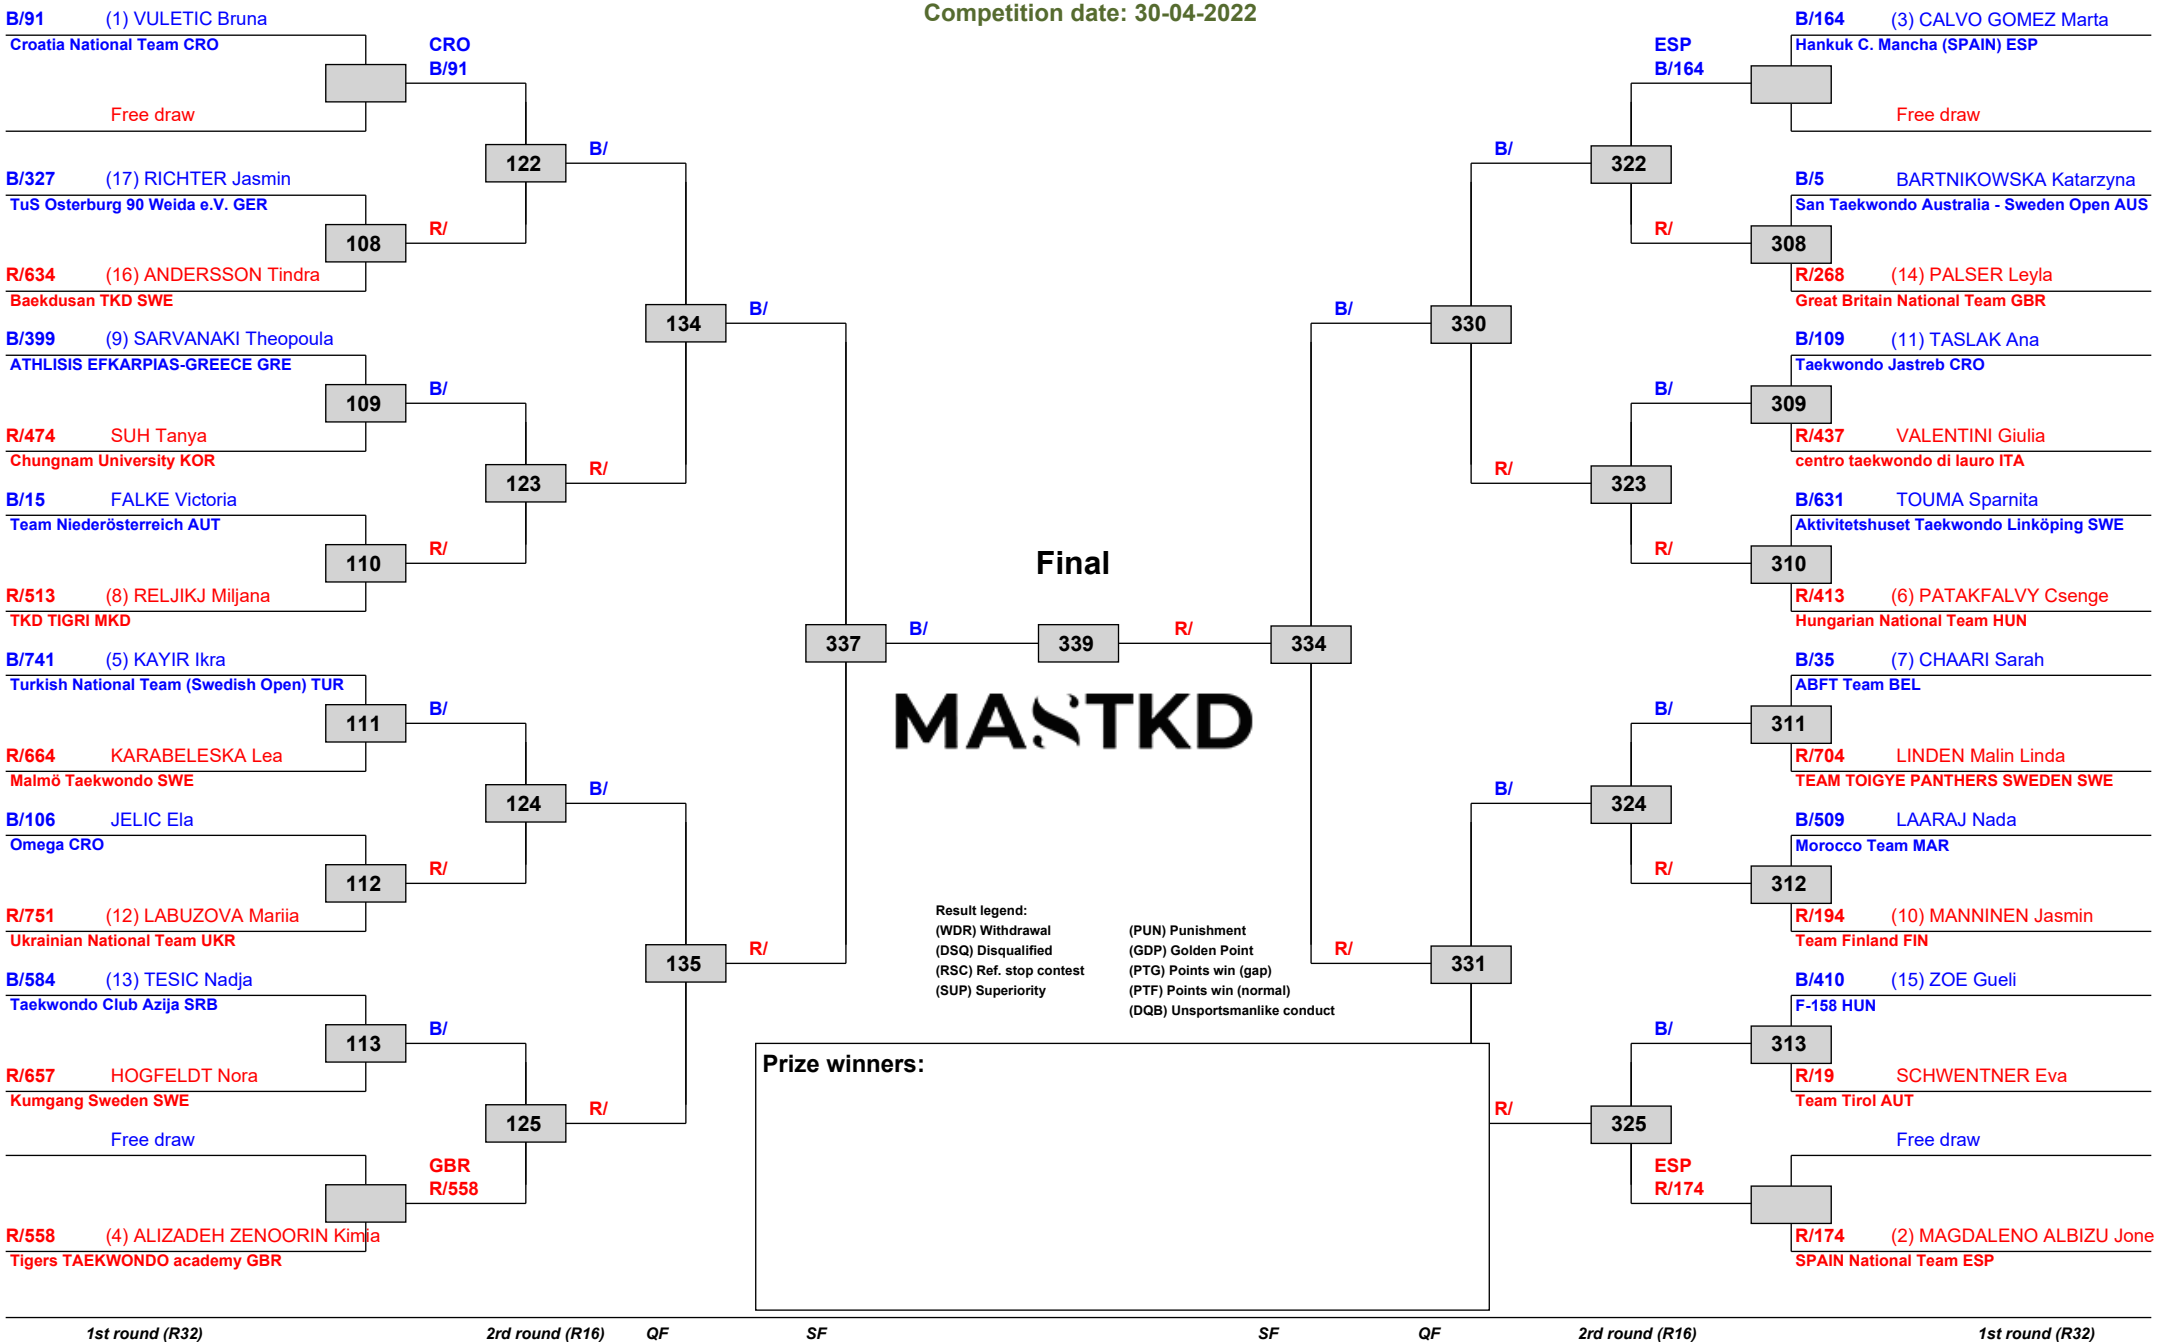 Competition date: 30-04-2022
B/91 (1) VULETIC Bruna
Croatia National Team CRO
Free draw
CRO
B/91
B/327 (17) RICHTER Jasmin
TuS Osterburg 90 Weida e.V. GER
108
R/634 (16) ANDERSSON Tindra
Baekdusan TKD SWE
R/
122
B/
B/399 (9) SARVANAKI Theopoula
ATHLISIS EFKARPIAS-GREECE GRE
109
R/474 SUH Tanya
Chungnam University KOR
B/
B/15 FALKE Victoria
Team Niederösterreich AUT
110
R/513 (8) RELJIKJ Miljana
TKD TIGRI MKD
R/
123
R/
134
B/
B/741 (5) KAYIR Ikra
Turkish National Team (Swedish Open) TUR
111
R/664 KARABELESKA Lea
Malmö Taekwondo SWE
B/
B/106 JELIC Ela
Omega CRO
112
R/751 (12) LABUZOVA Mariia
Ukrainian National Team UKR
R/
124
B/
B/584 (13) TESIC Nadja
Taekwondo Club Azija SRB
113
R/657 HOGFELDT Nora
Kumgang Sweden SWE
B/
Free draw
R/558 (4) ALIZADEH ZENOORIN Kimia
Tigers TAEKWONDO academy GBR
GBR
R/558
125
R/
135
R/
337
B/
Final
339
R/
334
MASTKD
B/164 (3) CALVO GOMEZ Marta
Hankuk C. Mancha (SPAIN) ESP
Free draw
ESP
B/164
B/5 BARTNIKOWSKA Katarzyna
San Taekwondo Australia - Sweden Open AUS
308
R/268 (14) PALSER Leyla
Great Britain National Team GBR
R/
322
B/
B/109 (11) TASLAK Ana
Taekwondo Jastreb CRO
309
R/437 VALENTINI Giulia
centro taekwondo di lauro ITA
B/
B/631 TOUMA Sparnita
Aktivitetshuset Taekwondo Linköping SWE
310
R/413 (6) PATAKFALVY Csenge
Hungarian National Team HUN
R/
323
R/
330
B/
B/35 (7) CHAARI Sarah
ABFT Team BEL
311
R/704 LINDEN Malin Linda
TEAM TOIGYE PANTHERS SWEDEN SWE
B/
B/509 LAARAJ Nada
Morocco Team MAR
312
R/194 (10) MANNINEN Jasmin
Team Finland FIN
R/
324
B/
B/410 (15) ZOE Gueli
F-158 HUN
313
R/19 SCHWENTNER Eva
Team Tirol AUT
B/
Free draw
R/174 (2) MAGDALENO ALBIZU Jone
SPAIN National Team ESP
ESP
R/174
325
R/
331
R/
Result legend:
(WDR) Withdrawal
(DSQ) Disqualified
(RSC) Ref. stop contest
(SUP) Superiority
(PUN) Punishment
(GDP) Golden Point
(PTG) Points win (gap)
(PTF) Points win (normal)
(DQB) Unsportsmanlike conduct
Prize winners:
1st round (R32) 2rd round (R16) QF SF SF QF 2rd round (R16) 1st round (R32)